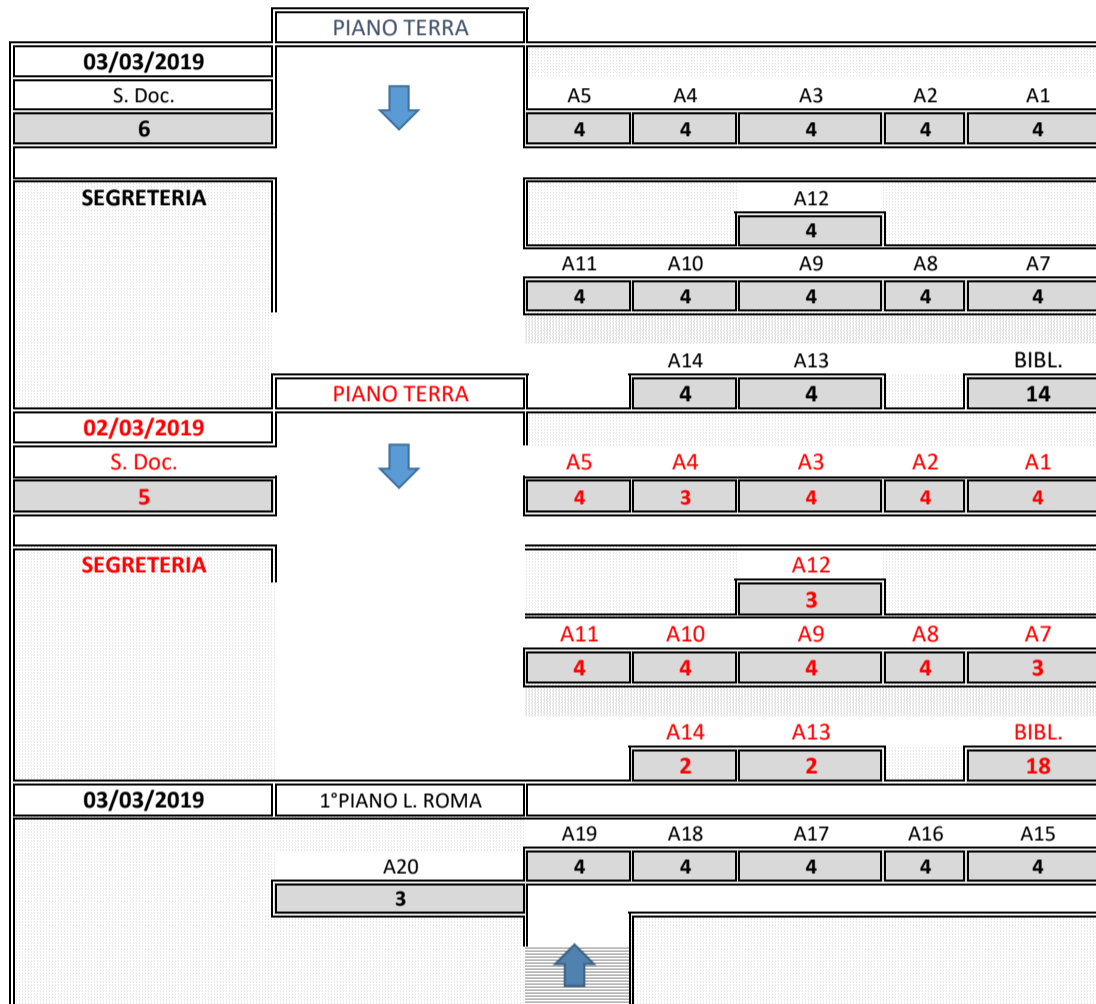 PIANO TERRA
03/03/2019
S. Doc. A5 A4 A3 A2 A1
6 4 4 4 4 4
SEGRETERIA A12
4
A11 A10 A9 A8 A7
4 4 4 4 4
A14 A13 BIBL.
PIANO TERRA 4 4 14
02/03/2019
S. Doc. A5 A4 A3 A2 A1
5 4 3 4 4 4
SEGRETERIA A12
3
A11 A10 A9 A8 A7
4 4 4 4 3
A14 A13 BIBL.
2 2 18
03/03/2019 1°PIANO L. ROMA
A19 A18 A17 A16 A15
A20 4 4 4 4 4
3